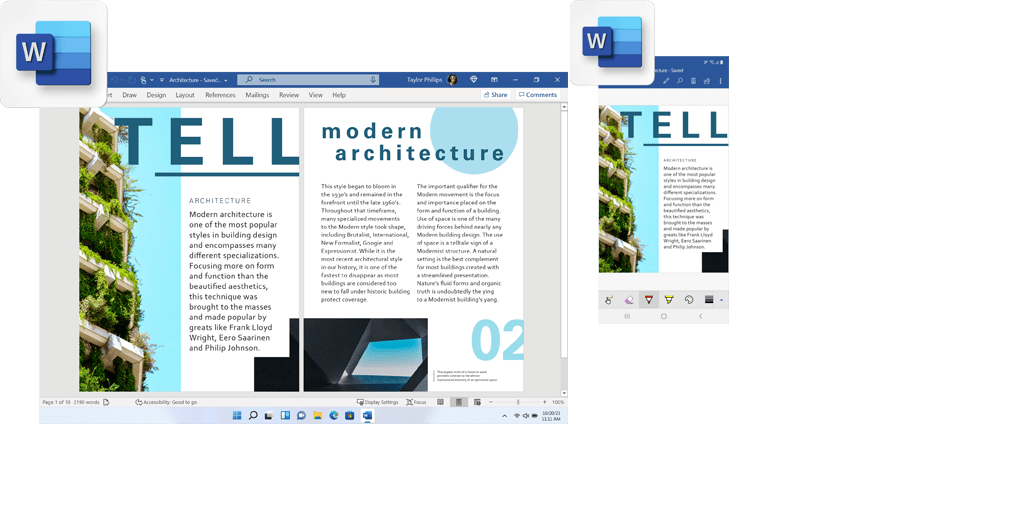 W
Architecture - Saved...
Search
Taylor Phillips
Draw Design Layout References Mailings Review View Help
Share Comments
TELL
ARCHITECTURE
Modern architecture is
one of the most popular
styles in building design
and encompasses many
different specializations.
Focusing more on form
and function than the
beautified aesthetics,
this technique was
brought to the masses
and made popular by
greats like Frank Lloyd
Wright, Eero Saarinen
and Philip Johnson.
modern
architecture
This style began to bloom in
the 1930's and remained in the
forefront until the late 1960's.
Throughout that timeframe,
many specialized movements
to the Modern style took shape,
including Brutalist, International,
New Formalist, Googie and
Expressionist. While it is the
most recent architectural style
in our history, it is one of the
fastest to disappear as most
buildings are considered too
new to fall under historic building
protect coverage.
The important qualifier for the
Modern movement is the focus
and importance placed on the
form and function of a building.
Use of space is one of the many
driving forces behind nearly any
Modern building design. The use
of space is a telltale sign of a
Modernist structure. A natural
setting is the best complement
for most buildings created with
a streamlined presentation.
Nature's fluid forms and organic
truth is undoubtedly the ying
to a Modernist building's yang.
02
Page 1 of 10 2190 words
Accessibility: Good to go
Display Settings Focus
100%
10/20/21
11:11 AM
W
cture - Saved
TELL
ARCHITECTURE
Modern architecture is
one of the most popular
styles in building design
and encompasses many
different specializations.
Focusing more on form
and function than the
beautified aesthetics,
this technique was
brought to the masses
and made popular by
greats like Frank Lloyd
Wright, Eero Saarinen
and Philip Johnson.